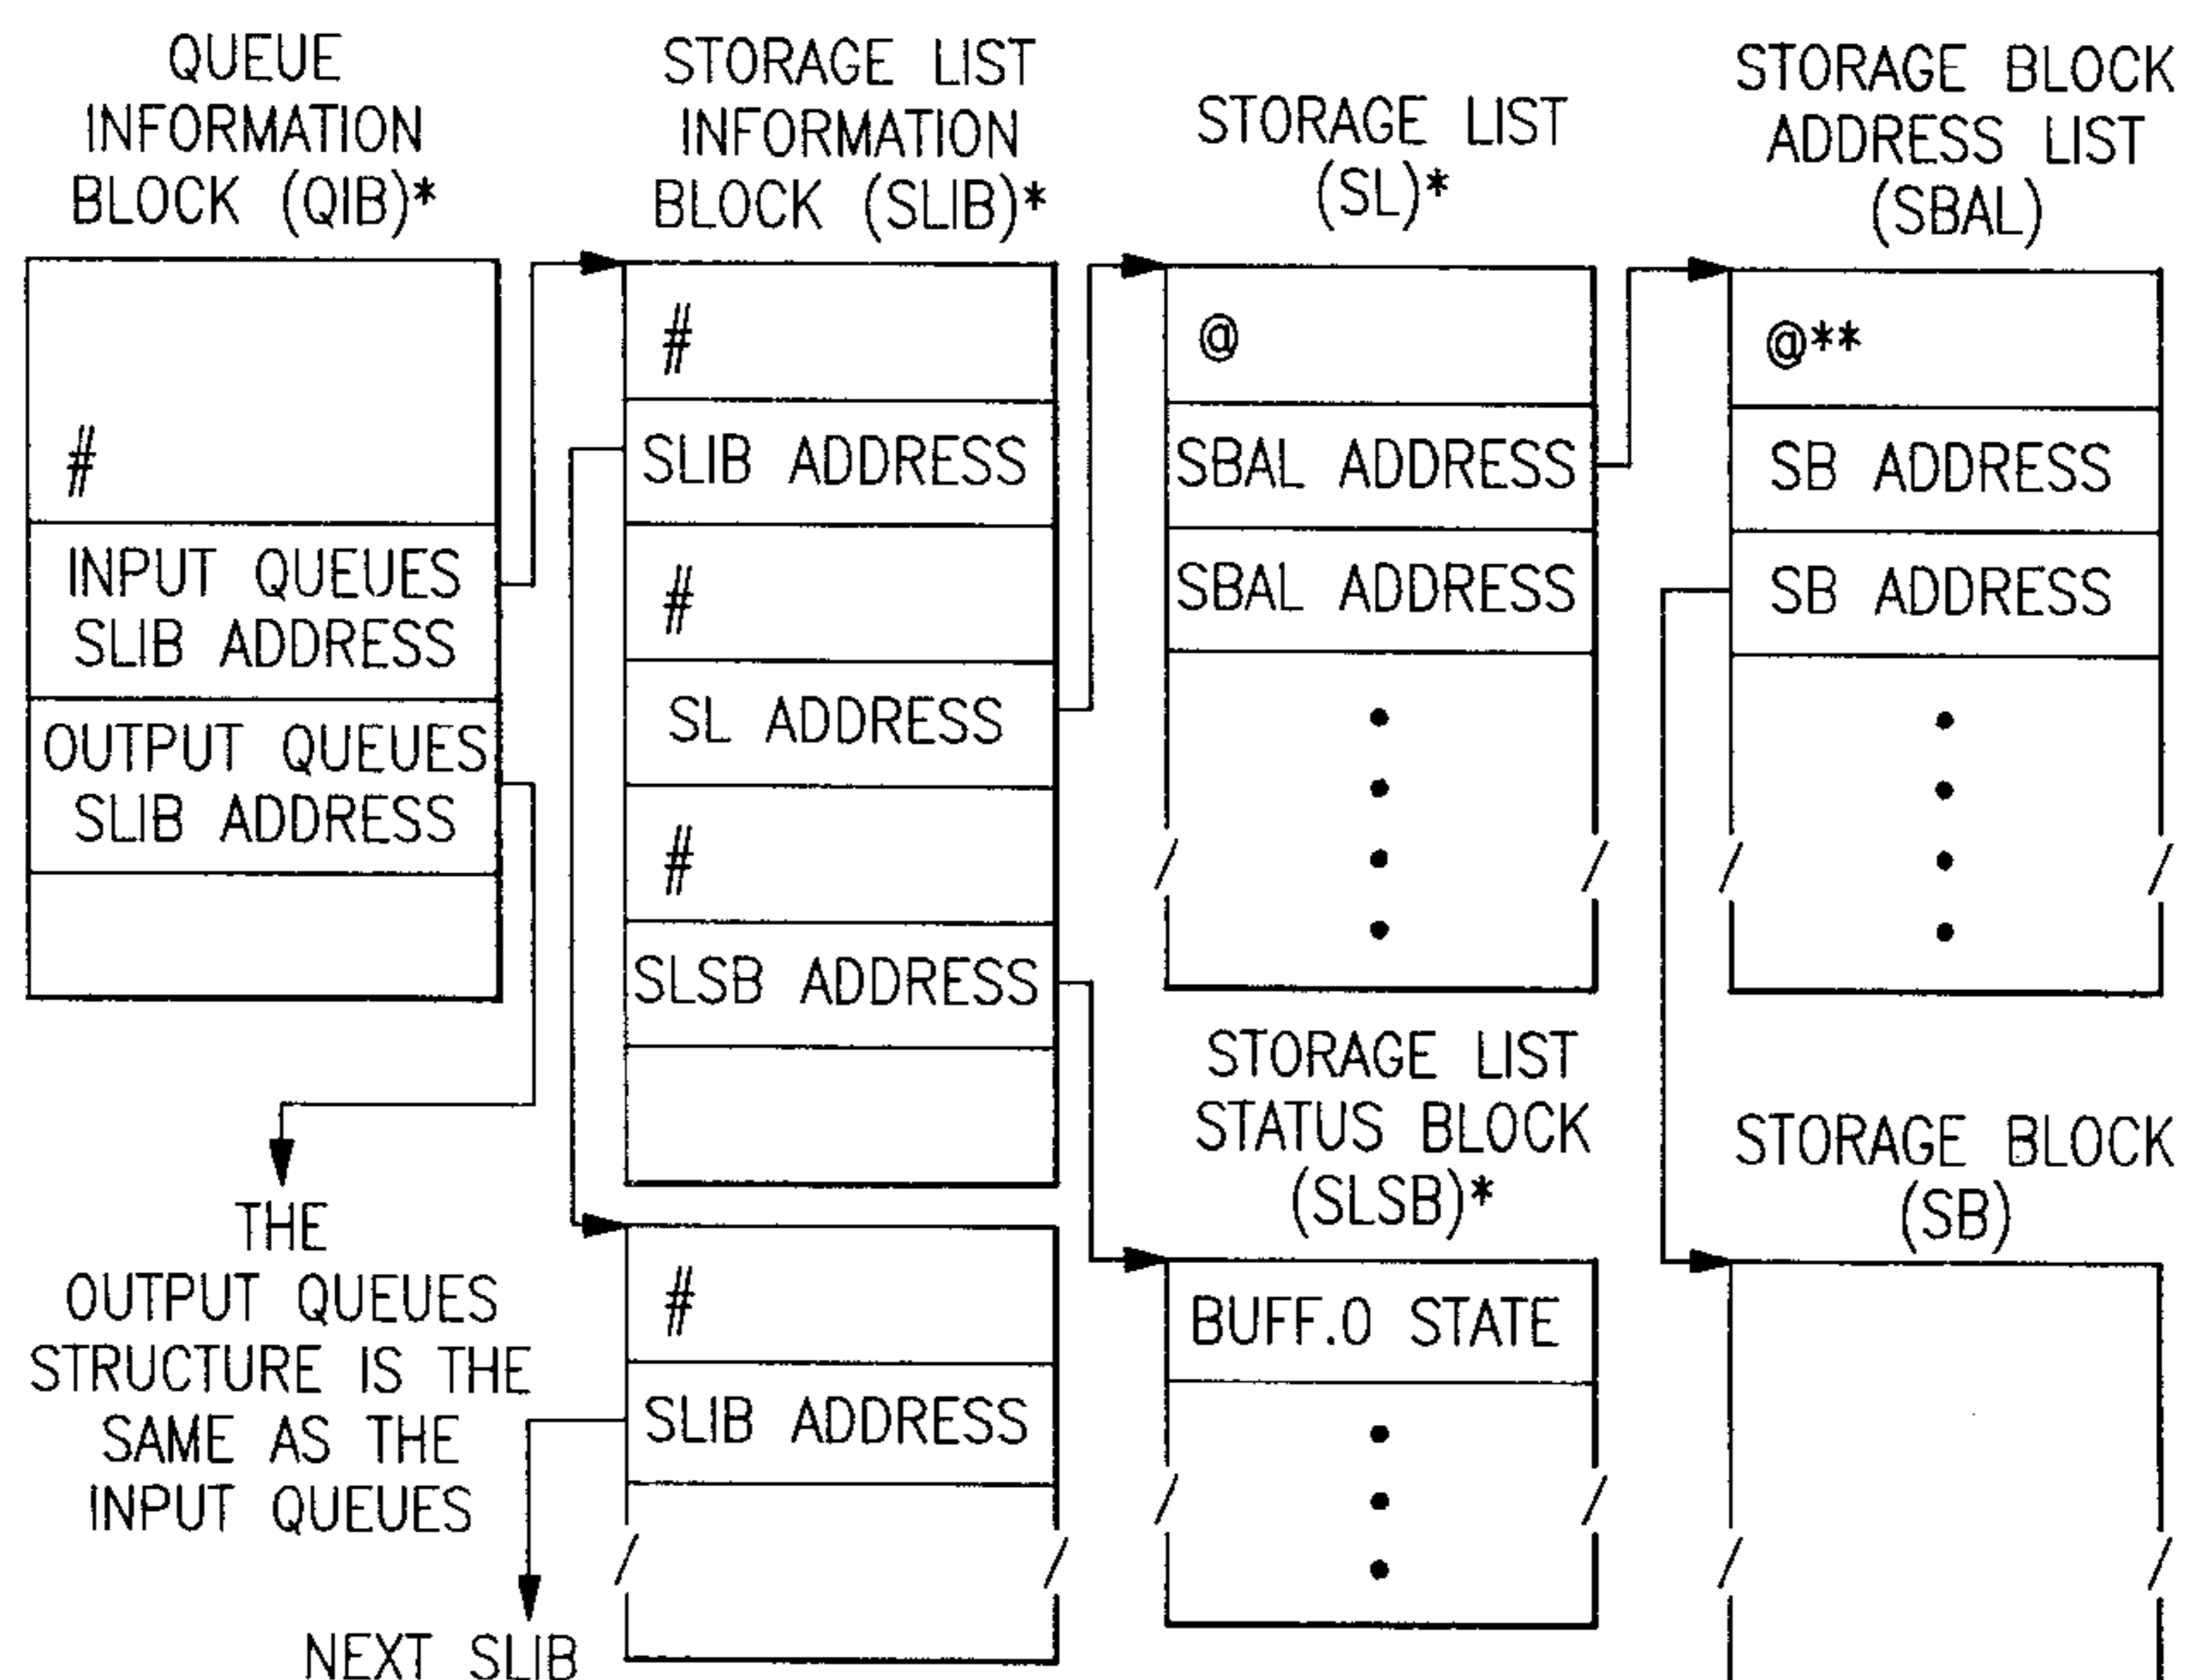 QUEUE
INFORMATION
BLOCK (QIB)*
#
INPUT QUEUES
SLIB ADDRESS
OUTPUT QUEUES
SLIB ADDRESS
THE
OUTPUT QUEUES
STRUCTURE IS THE
SAME AS THE
INPUT QUEUES
STORAGE LIST
INFORMATION
BLOCK (SLIB)*
#
SLIB ADDRESS
#
SL ADDRESS
#
SLSB ADDRESS
#
SLIB ADDRESS
NEXT SLIB
STORAGE LIST
(SL)*
@
SBAL ADDRESS
SBAL ADDRESS
STORAGE LIST
STATUS BLOCK
(SLSB)*
BUFF.0 STATE
STORAGE BLOCK
ADDRESS LIST
(SBAL)
@**
SB ADDRESS
SB ADDRESS
STORAGE BLOCK
(SB)